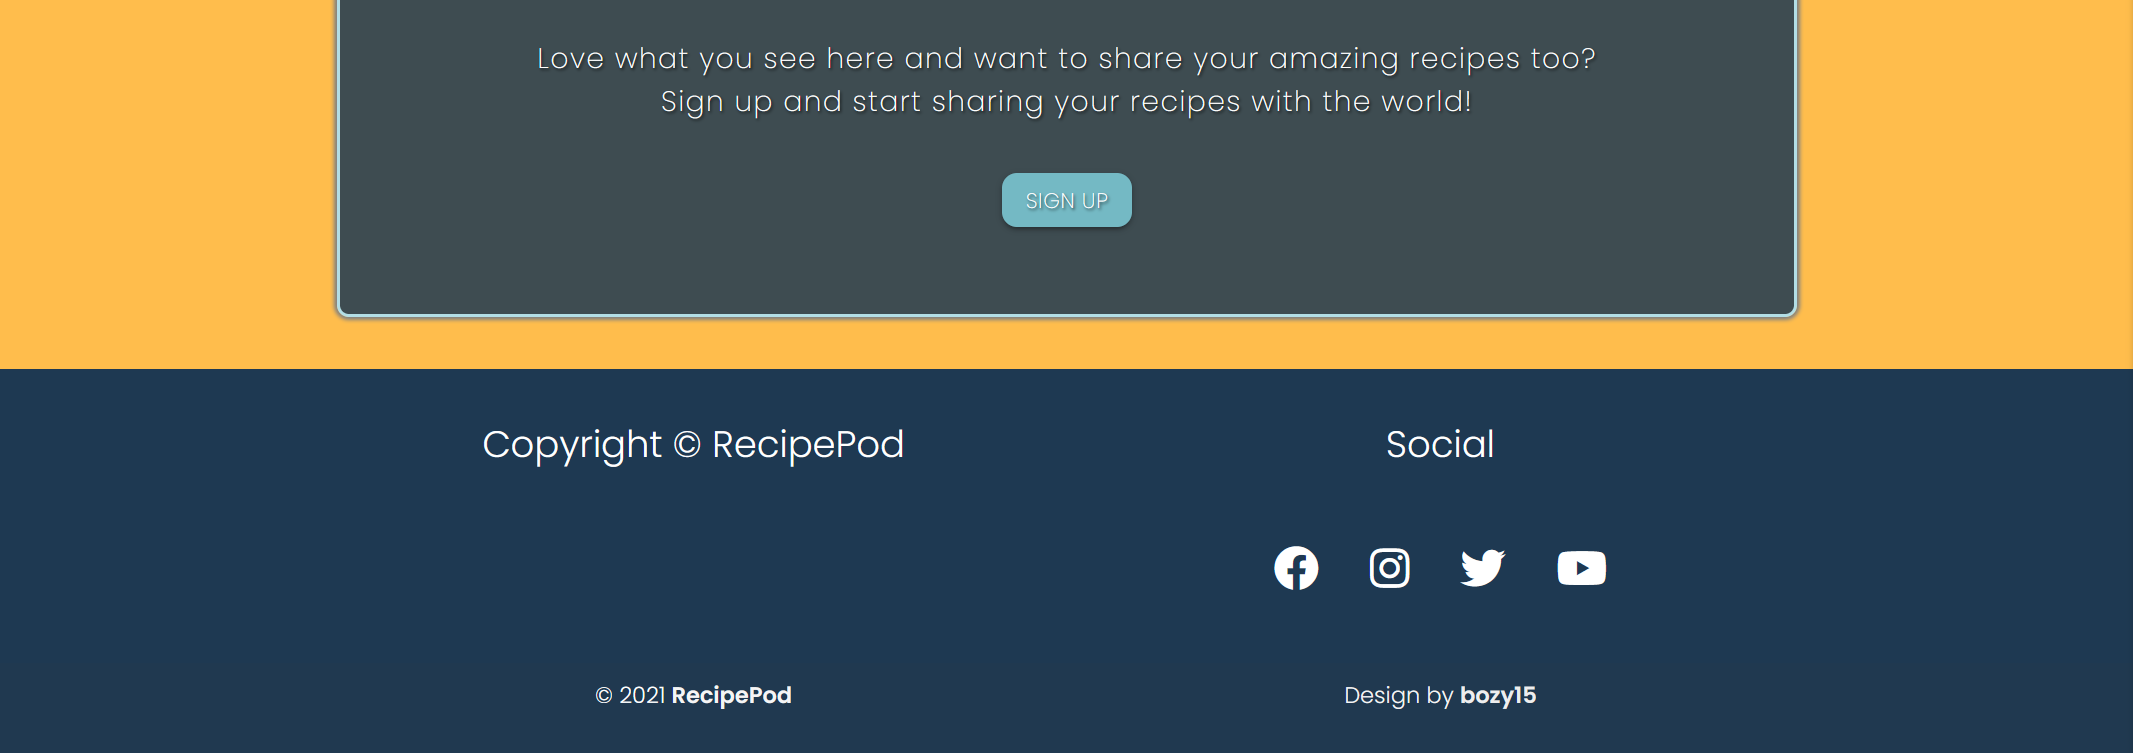 Love what you see here and want to share your amazing recipes too?
Sign up and start sharing your recipes with the world!
SIGN UP
Copyright © RecipePod
Social
© 2021 RecipePod
Design by bozy15